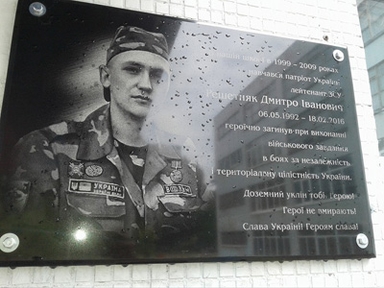 1999 – 2009 роках
навчався патріот України
лейтенант ЗСУ
Дмитро Іванович
06.05.1992 – 18.02.2016
героїчно загинув при виконанні
військового завдання
в боях за незалежність,
територіальну цілістність України.
Доземний уклін тобі, герою!
Герої не вмирають!
Слава Україні! Героям слава!
УКРАЇНА